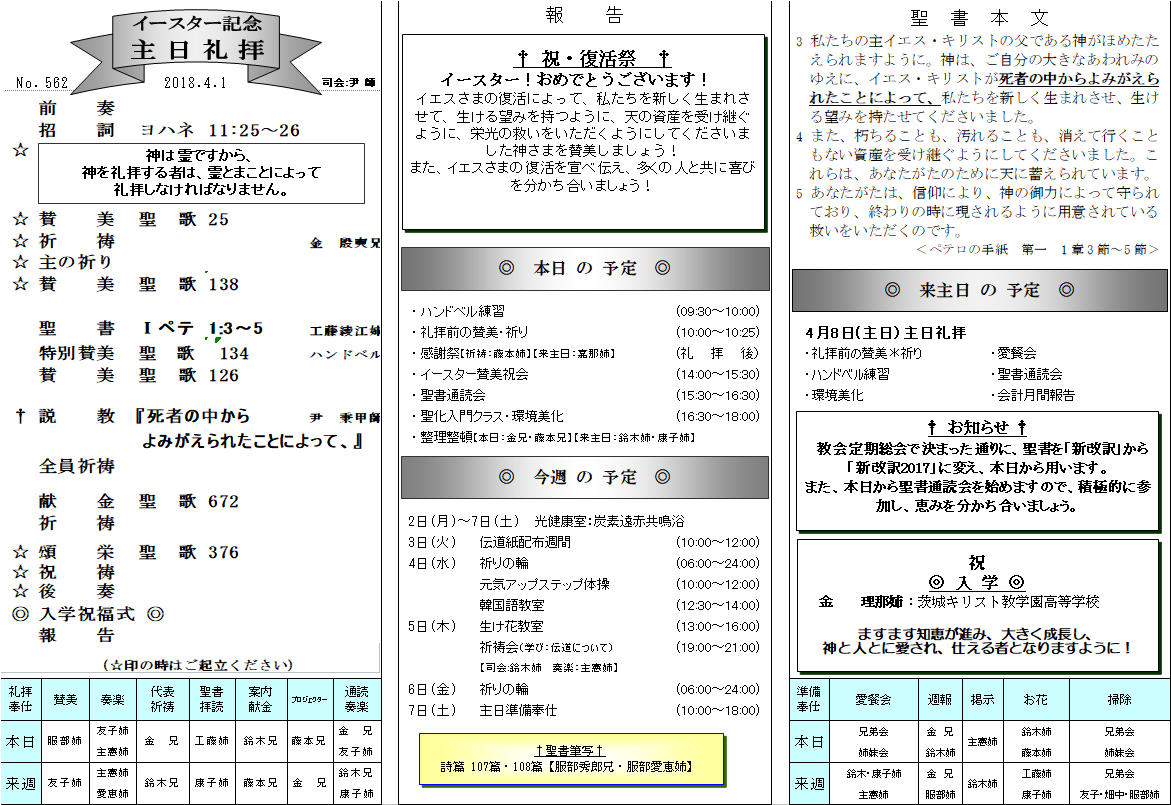 イースター記念
主 日 礼 拝
No. 562　2018.4.1　司会:尹 師
前　奏
招　詞　ヨハネ 11:25～26
☆
神は霊ですから、
神を礼拝する者は、霊とまことによって
礼拝しなければなりません。
☆ 賛　美　聖　歌 25
☆ 祈　祷　金　殷奭兄
☆ 主の祈り
☆ 賛　美　聖　歌 138
聖　書　Ⅰペテ 1:3～5　工藤綾江姉
特別賛美　聖　歌　134　ハンドベル
賛　美　聖　歌 126
† 説　教　『死者の中から　尹　秉甲師
よみがえられたことによって、』
全員祈祷
献　金　聖　歌 672
祈　祷
☆ 頌　栄　聖　歌 376
☆ 祝　祷
☆ 後　奏
◎ 入学祝福式 ◎
報　告
(☆印の時はご起立ください)
礼拝奉仕　賛美　奏楽　代表祈祷　聖書拝読　案内献金　プロジェクター　通読奏楽
本日　服部姉　友子姉 主恵姉　金　兄　工藤姉　鈴木兄　藤本兄　金　兄 友子姉
来週　友子姉　主恵姉 愛恵姉　鈴木兄　康子姉　藤本兄　金　兄　鈴木兄 康子姉
報　告
† 祝・復活祭 †
イースター！おめでとうございます！
イエスさまの復活によって、私たちを新しく生まれさ
せて、生ける望みを持つように、天の資産を受け継ぐ
ように、栄光の救いをいただくようにしてくださいま
した神さまを賛美しましょう！
また、イエスさまの復活を宣べ伝え、多くの人と共に喜び
を分かち合いましょう！
◎　本日 の 予定　◎
・ハンドベル練習　(09:30～10:00)
・礼拝前の賛美・祈り　(10:00～10:25)
・感謝祭【祈祷：藤本姉】【来主日：嘉那姉】　(礼　拝　後)
・イースター賛美祝会　(14:00～15:30)
・聖書通読会　(15:30～16:30)
・聖化入門クラス・環境美化　(16:30～18:00)
・整理整頓【本日：金兄・藤本兄】【来主日：鈴木姉・康子姉】
◎　今週 の 予定　◎
2日(月)～7日(土)　光健康室：炭素遠赤共鳴浴
3日(火)　伝道紙配布週間　(10:00～12:00)
4日(水)　祈りの輪　(06:00～24:00)
元気アップステップ体操　(10:00～12:00)
韓国語教室　(12:30～14:00)
5日(木)　生け花教室　(13:00～16:00)
祈祷会(学び：伝道について)　(19:00～21:00)
【司会:鈴木姉　奏楽：主憲姉】
6日(金)　祈りの輪　(06:00～24:00)
7日(土)　主日準備奉仕　(10:00～18:00)
†聖書筆写†
詩篇 107篇・108篇【服部秀郎兄・服部愛恵姉】
聖 書 本 文
3 私たちの主イエス・キリストの父である神がほめたた
えられますように。神は、ご自分の大きなあわれみの
ゆえに、イエス・キリストが死者の中からよみがえら
れたことによって、私たちを新しく生まれさせ、生け
る望みを持たせてくださいました。
4 また、朽ちることも、汚れることも、消えて行くこと
もない資産を受け継ぐようにしてくださいました。こ
れらは、あなたがたのために天に蓄えられています。
5 あなたがたは、信仰により、神の御力によって守られ
ており、終わりの時に現されるように用意されている
救いをいただくのです。
＜ペテロの手紙　第一　1章3節～5節＞
◎　来主日 の 予定　◎
4月8日(主日)主日礼拝
・礼拝前の賛美＊祈り　・愛餐会
・ハンドベル練習　・聖書通読会
・環境美化　・会計月間報告
† お知らせ †
教会定期総会で決まった通りに、聖書を「新改訳」から
「新改訳2017」に変え、本日から用います。
また、本日から聖書通読会を始めますので、積極的に参
加し、恵みを分かち合いましょう。
祝
◎ 入 学 ◎
金　理那姉：茨城キリスト教学園高等学校
ますます知恵が進み、大きく成長し、
神と人とに愛され、仕える者となりますように！
準備奉仕　愛餐会　週報　掲示　お花　掃除
本日　兄弟会 姉妹会　金　兄 鈴木姉　主憲姉　鈴木姉 藤本姉　兄弟会 姉妹会
来週　鈴木・康子姉 主憲姉　金　兄 服部姉　鈴木姉　工藤姉 康子姉　兄弟会 友子・畑中・服部姉